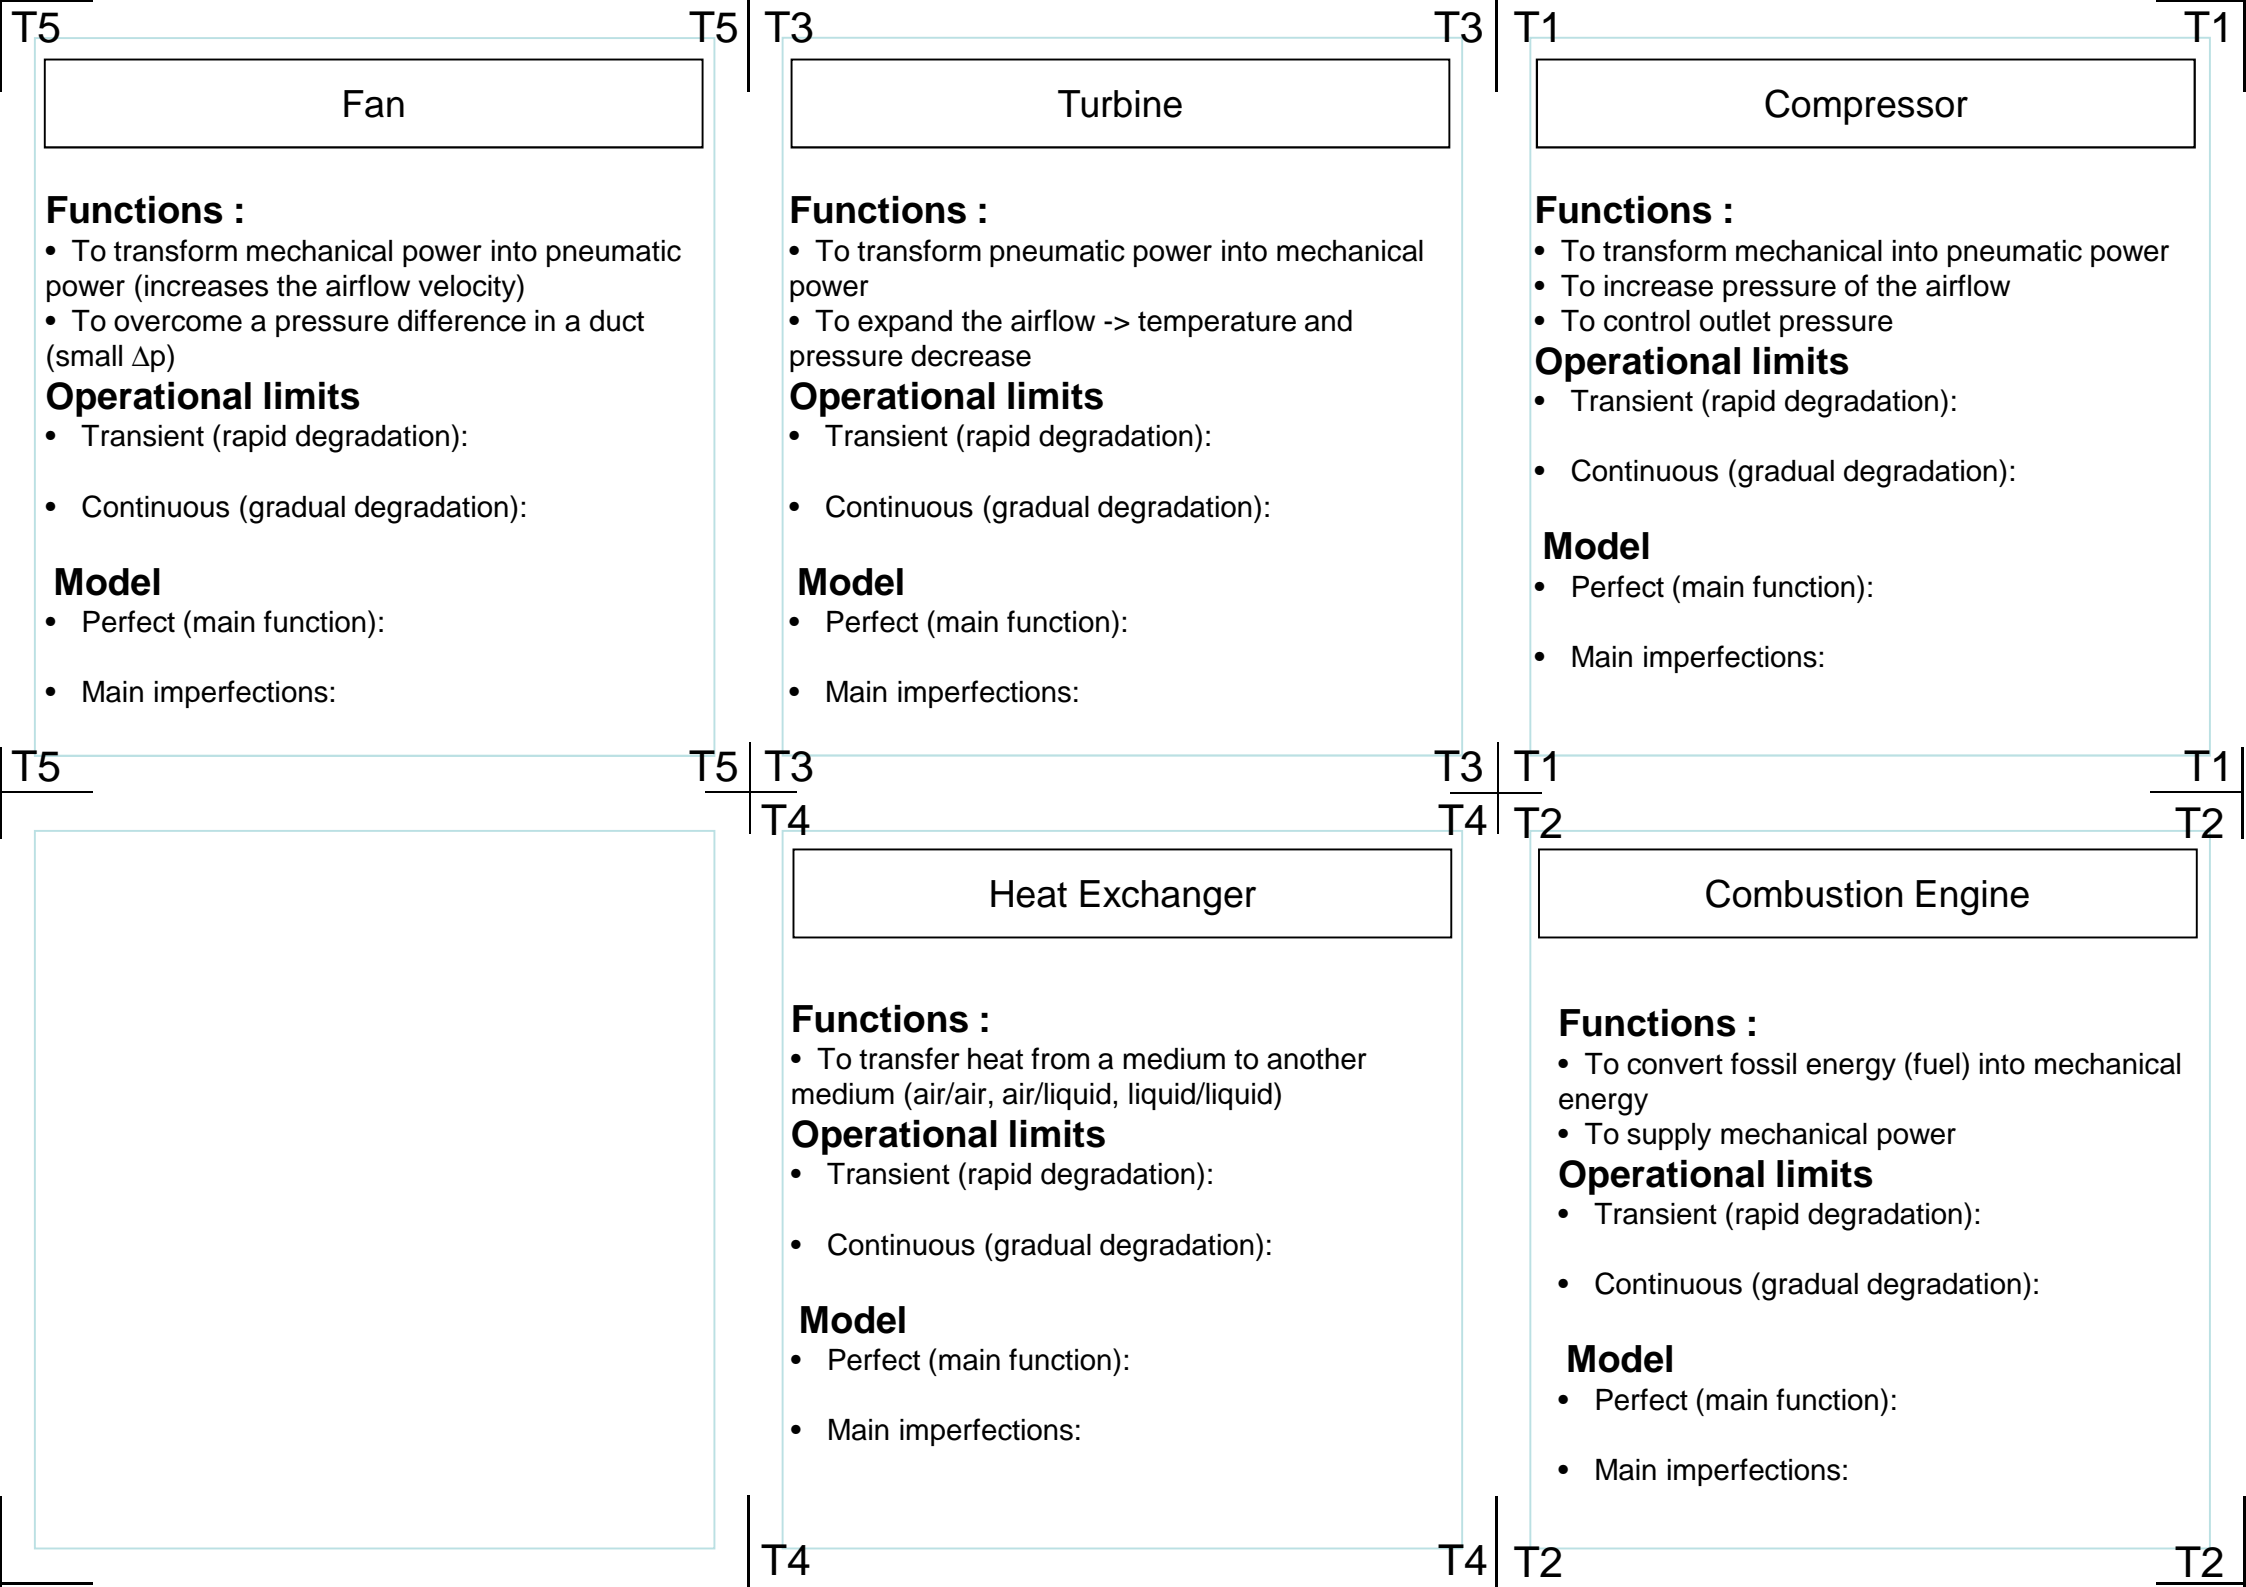 T5 T5
Fan
Functions :
• To transform mechanical power into pneumatic
power (increases the airflow velocity)
• To overcome a pressure difference in a duct
(small ∆p)
Operational limits
• Transient (rapid degradation):
• Continuous (gradual degradation):
Model
• Perfect (main function):
• Main imperfections:
T5 T5
T3 T3
Turbine
Functions :
• To transform pneumatic power into mechanical
power
• To expand the airflow -> temperature and
pressure decrease
Operational limits
• Transient (rapid degradation):
• Continuous (gradual degradation):
Model
• Perfect (main function):
• Main imperfections:
T3 T3
T1 T1
Compressor
Functions :
• To transform mechanical into pneumatic power
• To increase pressure of the airflow
• To control outlet pressure
Operational limits
• Transient (rapid degradation):
• Continuous (gradual degradation):
Model
• Perfect (main function):
• Main imperfections:
T1 T1
T4 T4
Heat Exchanger
Functions :
• To transfer heat from a medium to another
medium (air/air, air/liquid, liquid/liquid)
Operational limits
• Transient (rapid degradation):
• Continuous (gradual degradation):
Model
• Perfect (main function):
• Main imperfections:
T4 T4
T2 T2
Combustion Engine
Functions :
• To convert fossil energy (fuel) into mechanical
energy
• To supply mechanical power
Operational limits
• Transient (rapid degradation):
• Continuous (gradual degradation):
Model
• Perfect (main function):
• Main imperfections:
T2 T2